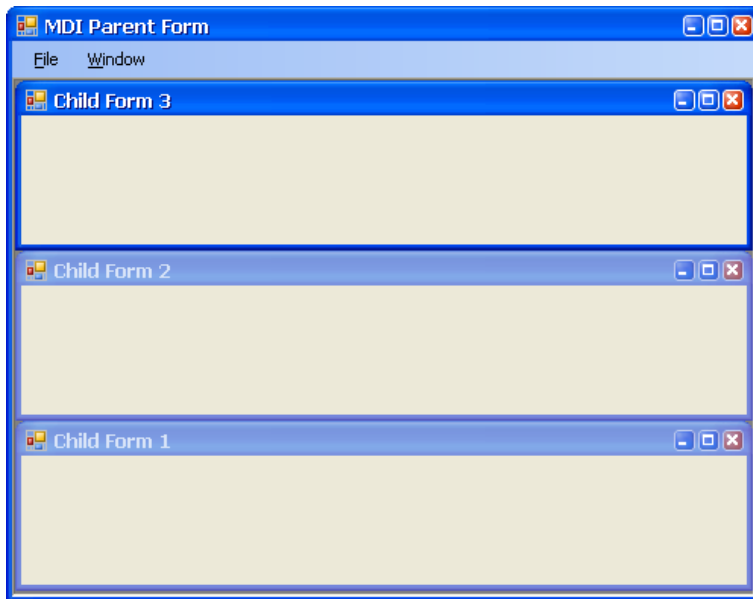 MDI Parent Form
File Window
Child Form 3
Child Form 2
Child Form 1